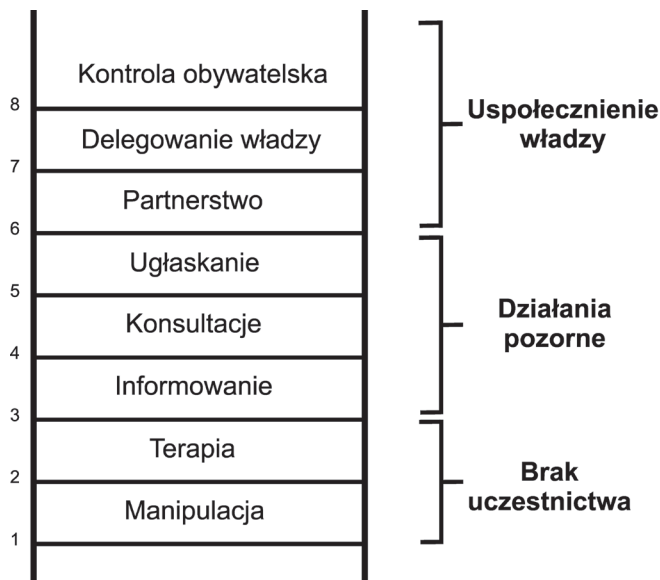 Kontrola obywatelska
8
Delegowanie władzy
7
Partnerstwo
6
Ugłaskanie
5
Konsultacje
4
Informowanie
3
Terapia
2
Manipulacja
1
Uspołecznienie
władzy
Działania
pozorne
Brak
uczestnictwa